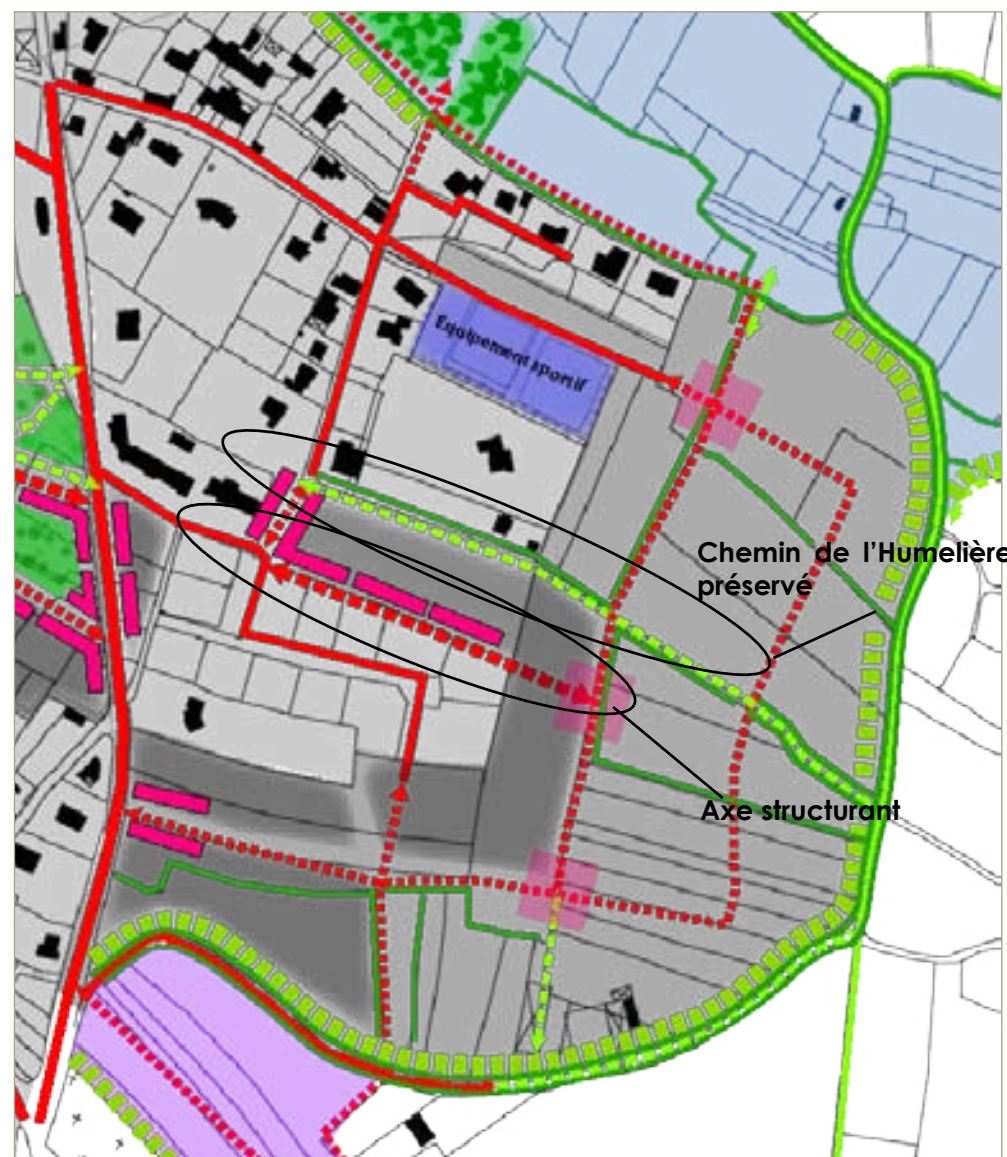 Equipement sportif
Chemin de l’Humelière
préservé
Axe structurant